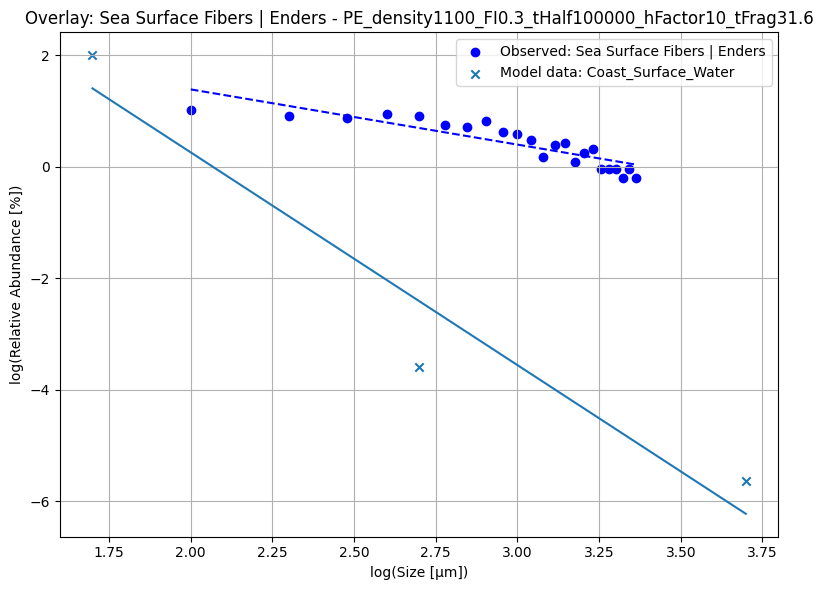 Overlay: Sea Surface Fibers | Enders - PE_density1100_FI0.3_tHalf100000_hFactor10_tFrag31.6
Observed: Sea Surface Fibers | Enders
Model data: Coast_Surface_Water
log(Relative Abundance [%])
2
0
−2
−4
−6
1.75
2.00
2.25
2.50
2.75
3.00
3.25
3.50
3.75
log(Size [µm])